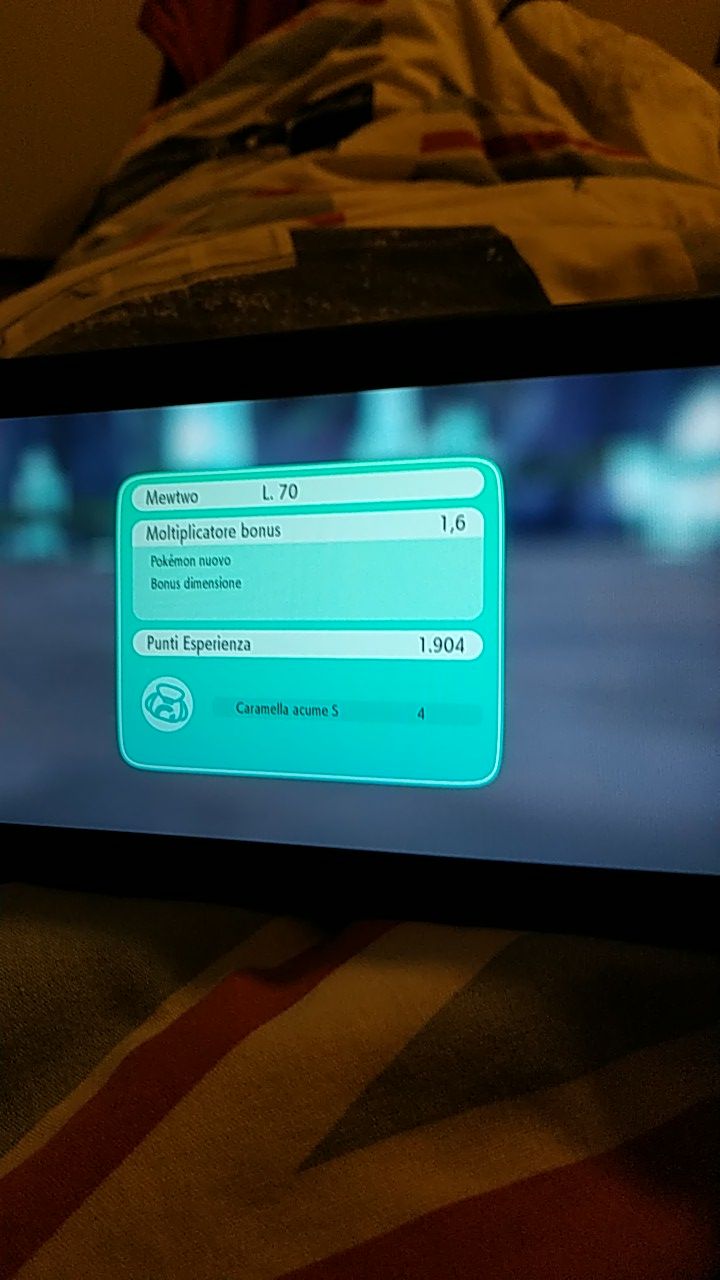 Mewtwo L. 70
Moltiplicatore bonus 1,6
Pokémon nuovo
Bonus dimensione
Punti Esperienza 1.904
Caramella acume S 4